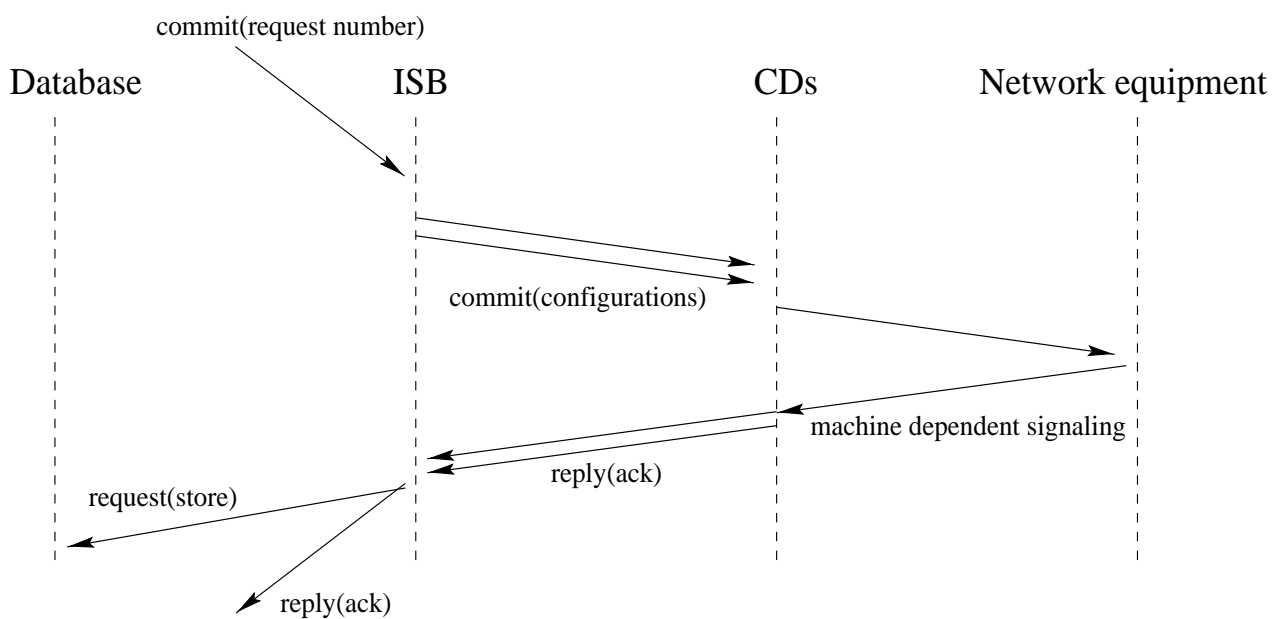 commit(request number)
Database
ISB
CDs
Network equipment
commit(configurations)
machine dependent signaling
reply(ack)
request(store)
reply(ack)